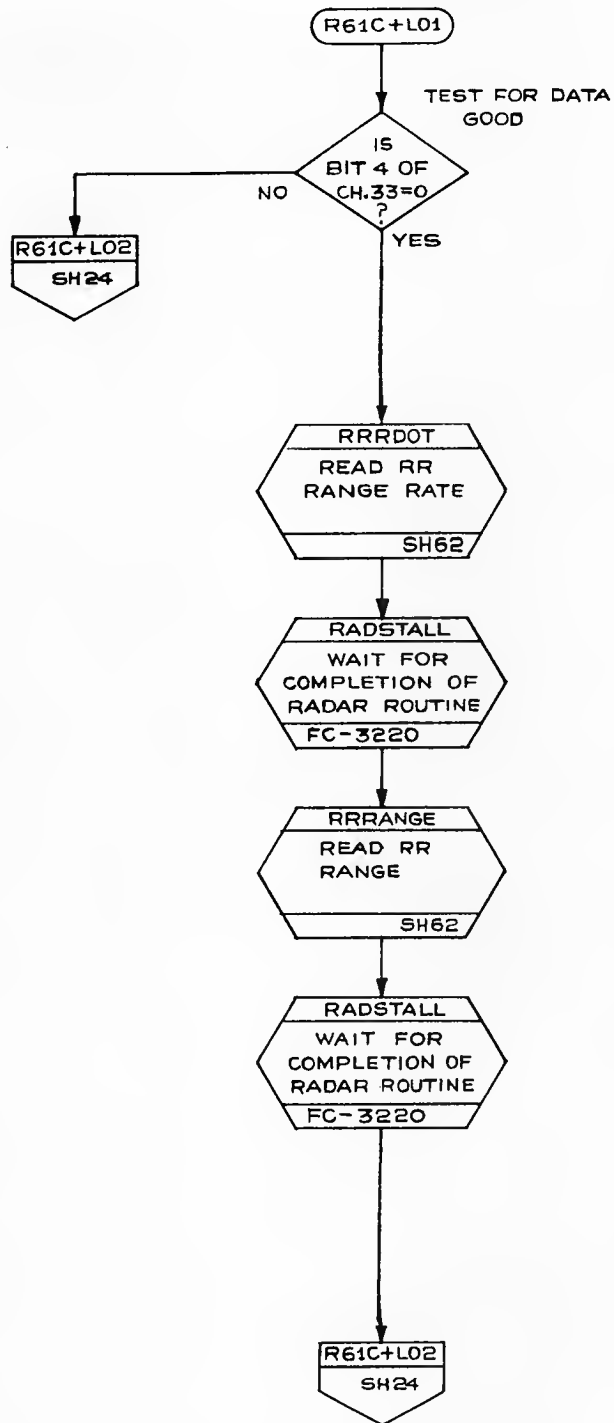 R61C+L01
TEST FOR DATA
GOOD
IS
BIT 4 OF
CH.33=0
?
NO
YES
R61C+L02
SH24
RRRDOT
READ RR
RANGE RATE
SH62
RADSTALL
WAIT FOR
COMPLETION OF
RADAR ROUTINE
FC-3220
RRRANGE
READ RR
RANGE
SH62
RADSTALL
WAIT FOR
COMPLETION OF
RADAR ROUTINE
FC-3220
R61C+L02
SH24